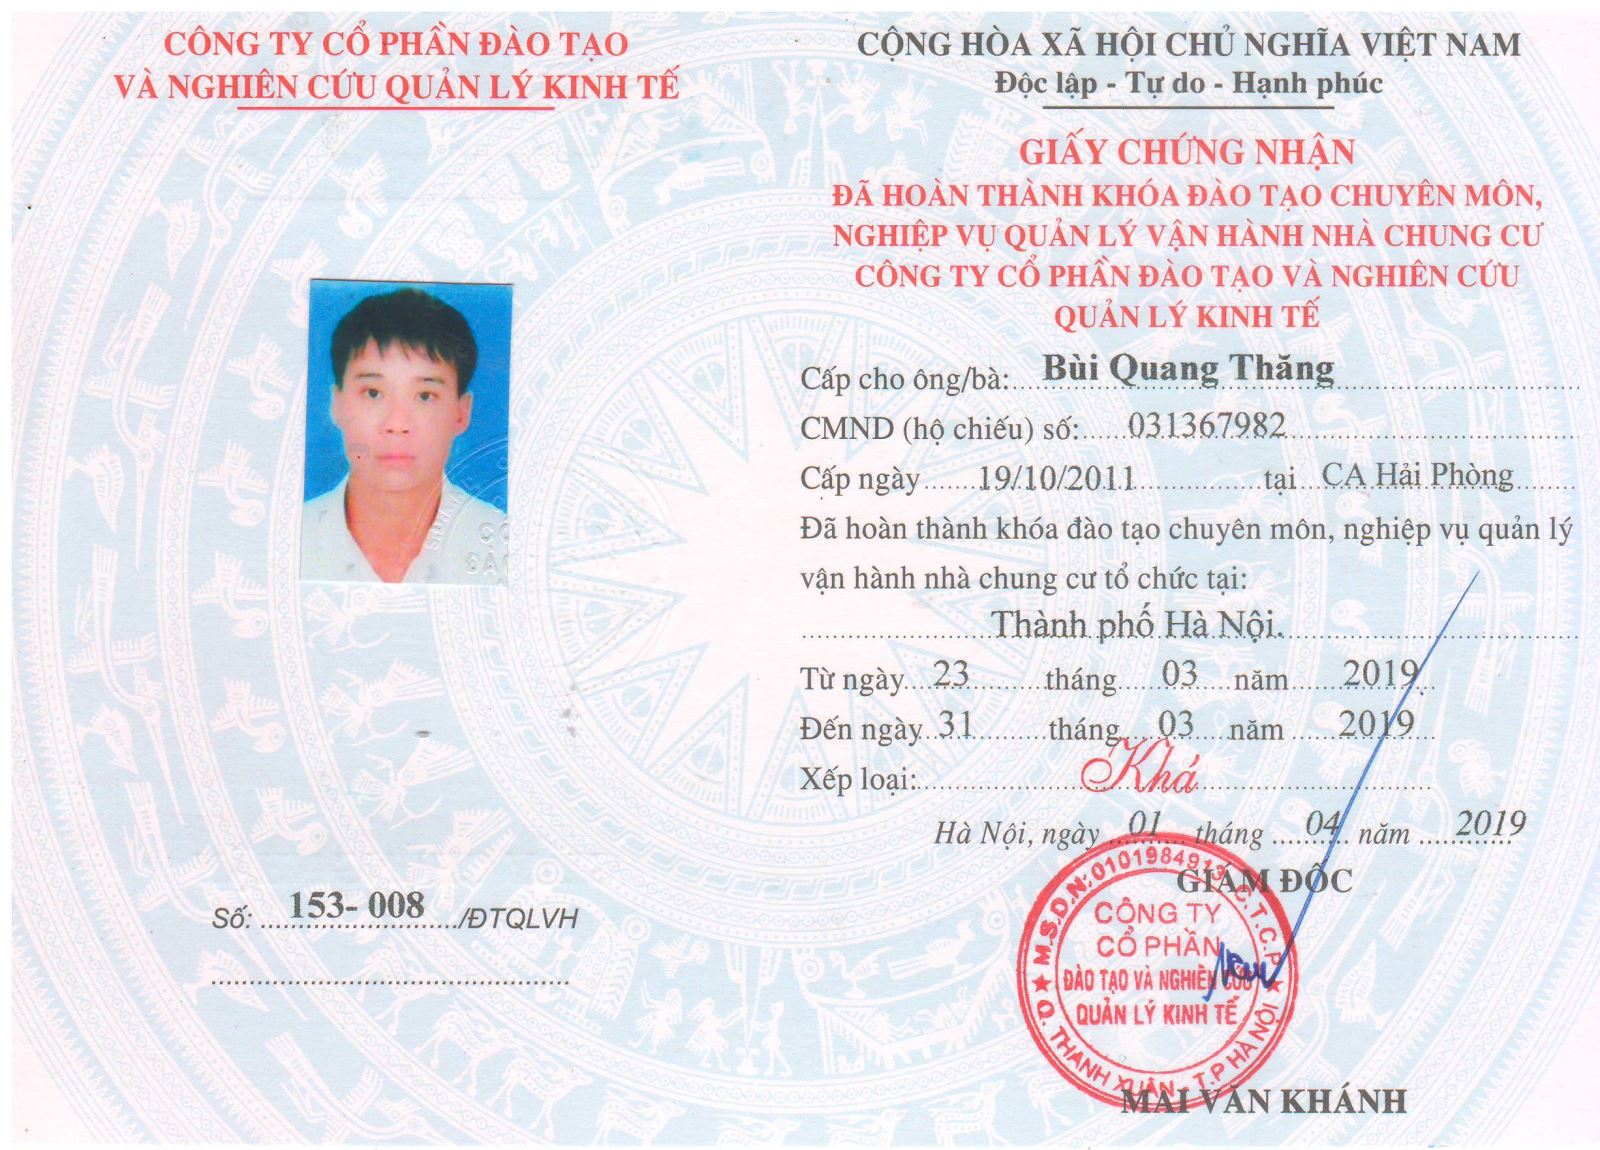 CÔNG TY CỔ PHẦN ĐÀO TẠO
VÀ NGHIÊN CỨU QUẢN LÝ KINH TẾ
Số: 153- 008 /ĐTQLVH
CỘNG HÒA XÃ HỘI CHỦ NGHĨA VIỆT NAM
Độc lập - Tự do - Hạnh phúc
GIẤY CHỨNG NHẬN
ĐÃ HOÀN THÀNH KHÓA ĐÀO TẠO CHUYÊN MÔN,
NGHIỆP VỤ QUẢN LÝ VẬN HÀNH NHÀ CHUNG CƯ
CÔNG TY CỔ PHẦN ĐÀO TẠO VÀ NGHIÊN CỨU
QUẢN LÝ KINH TẾ
Cấp cho ông/bà: Bùi Quang Thăng
CMND (hộ chiếu) số: 031367982
Cấp ngày 19/10/2011 tại CA Hải Phòng
Đã hoàn thành khóa đào tạo chuyên môn, nghiệp vụ quản lý
vận hành nhà chung cư tổ chức tại:
Thành phố Hà Nội.
Từ ngày 23 tháng 03 năm 2019
Đến ngày 31 tháng 03 năm 2019
Xếp loại: Khá
Hà Nội, ngày 01 tháng 04 năm 2019
GIÁM ĐỐC
M.S.D.N: 0101984913 C.T.C.P
CÔNG TY
CỔ PHẦN
ĐÀO TẠO VÀ NGHIÊN CỨU
QUẢN LÝ KINH TẾ
Q. THANH XUÂN - T.P HÀ NỘI
MAI VĂN KHÁNH